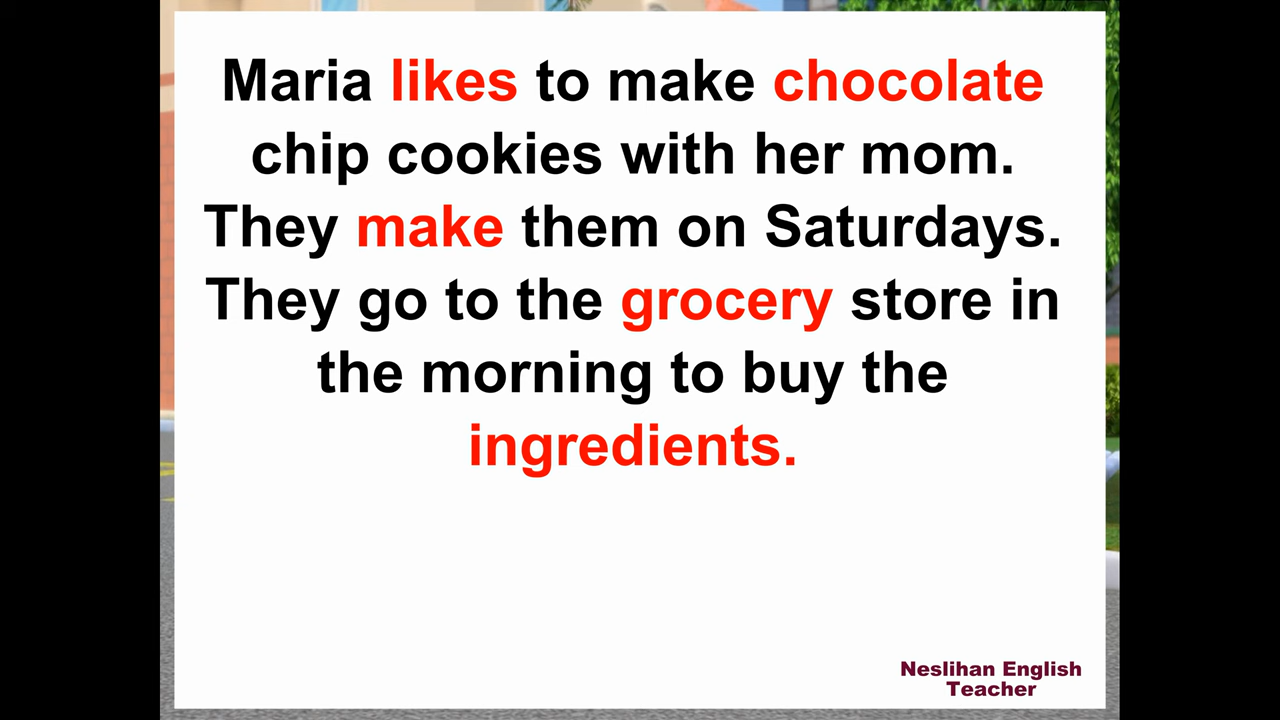 Maria likes to make chocolate
chip cookies with her mom.
They make them on Saturdays.
They go to the grocery store in
the morning to buy the
ingredients.
Neslihan English
Teacher